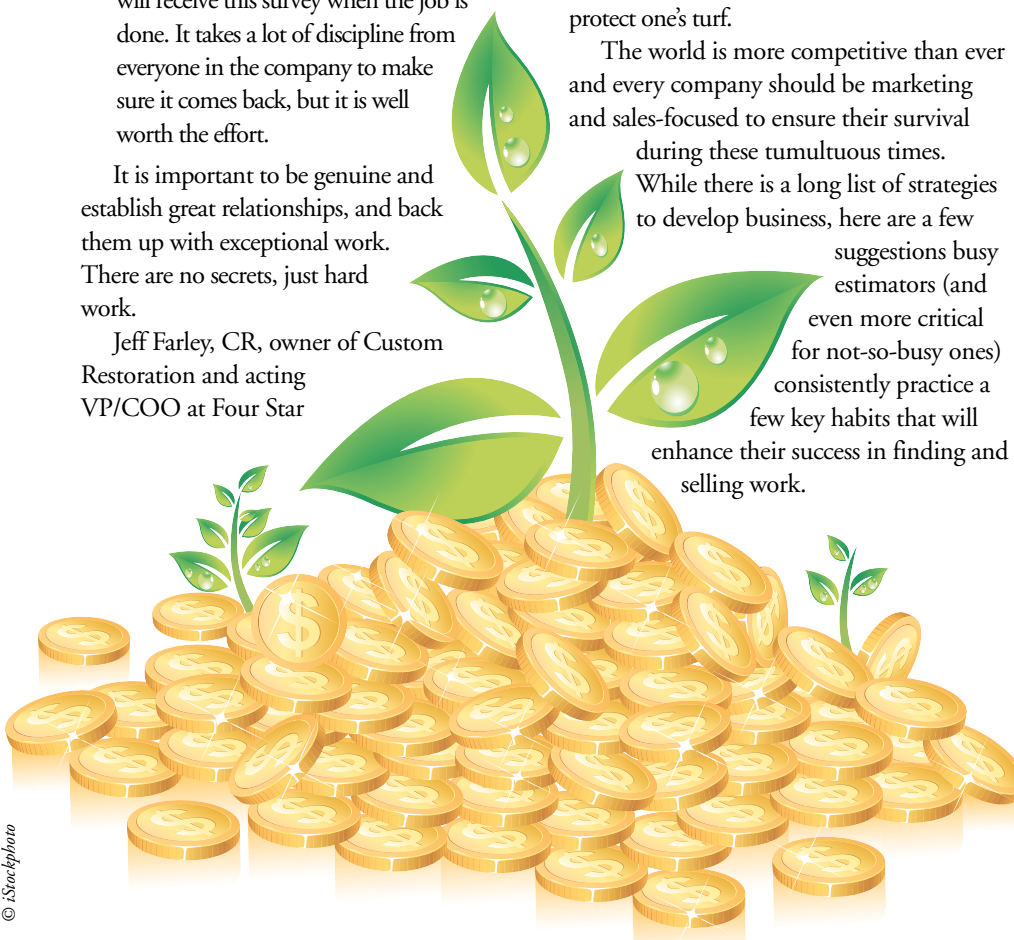 will receive this survey when the job is
done. It takes a lot of discipline from
everyone in the company to make
sure it comes back, but it is well
worth the effort.
It is important to be genuine and
establish great relationships, and back
them up with exceptional work.
There are no secrets, just hard
work.
Jeff Farley, CR, owner of Custom
Restoration and acting
VP/COO at Four Star
protect one's turf.
The world is more competitive than ever
and every company should be marketing
and sales-focused to ensure their survival
during these tumultuous times.
While there is a long list of strategies
to develop business, here are a few
suggestions busy
estimators (and
even more critical
for not-so-busy ones)
consistently practice a
few key habits that will
enhance their success in finding and
selling work.
© iStockphoto